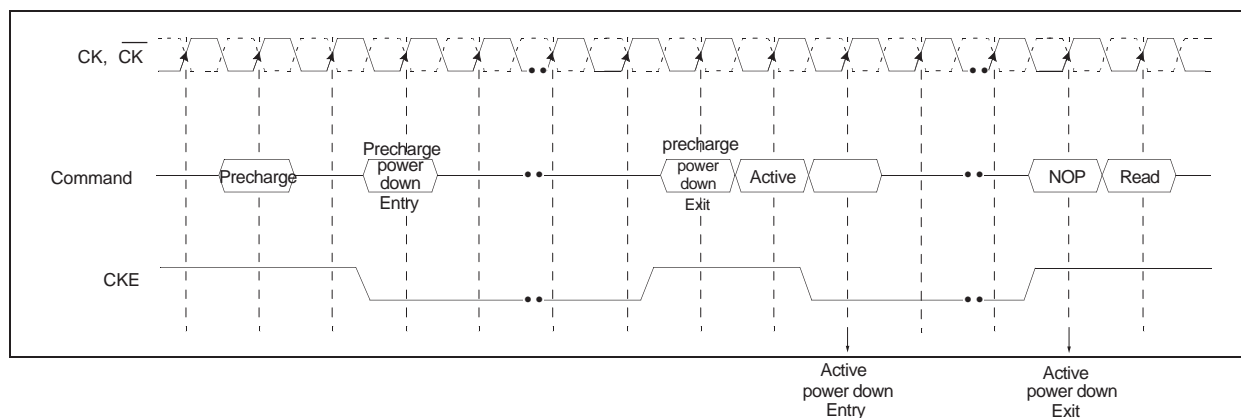 CK, CK
Command
Precharge
Precharge
power
down
Entry
precharge
power
down
Exit
Active
NOP
Read
CKE
Active
power down
Entry
Active
power down
Exit